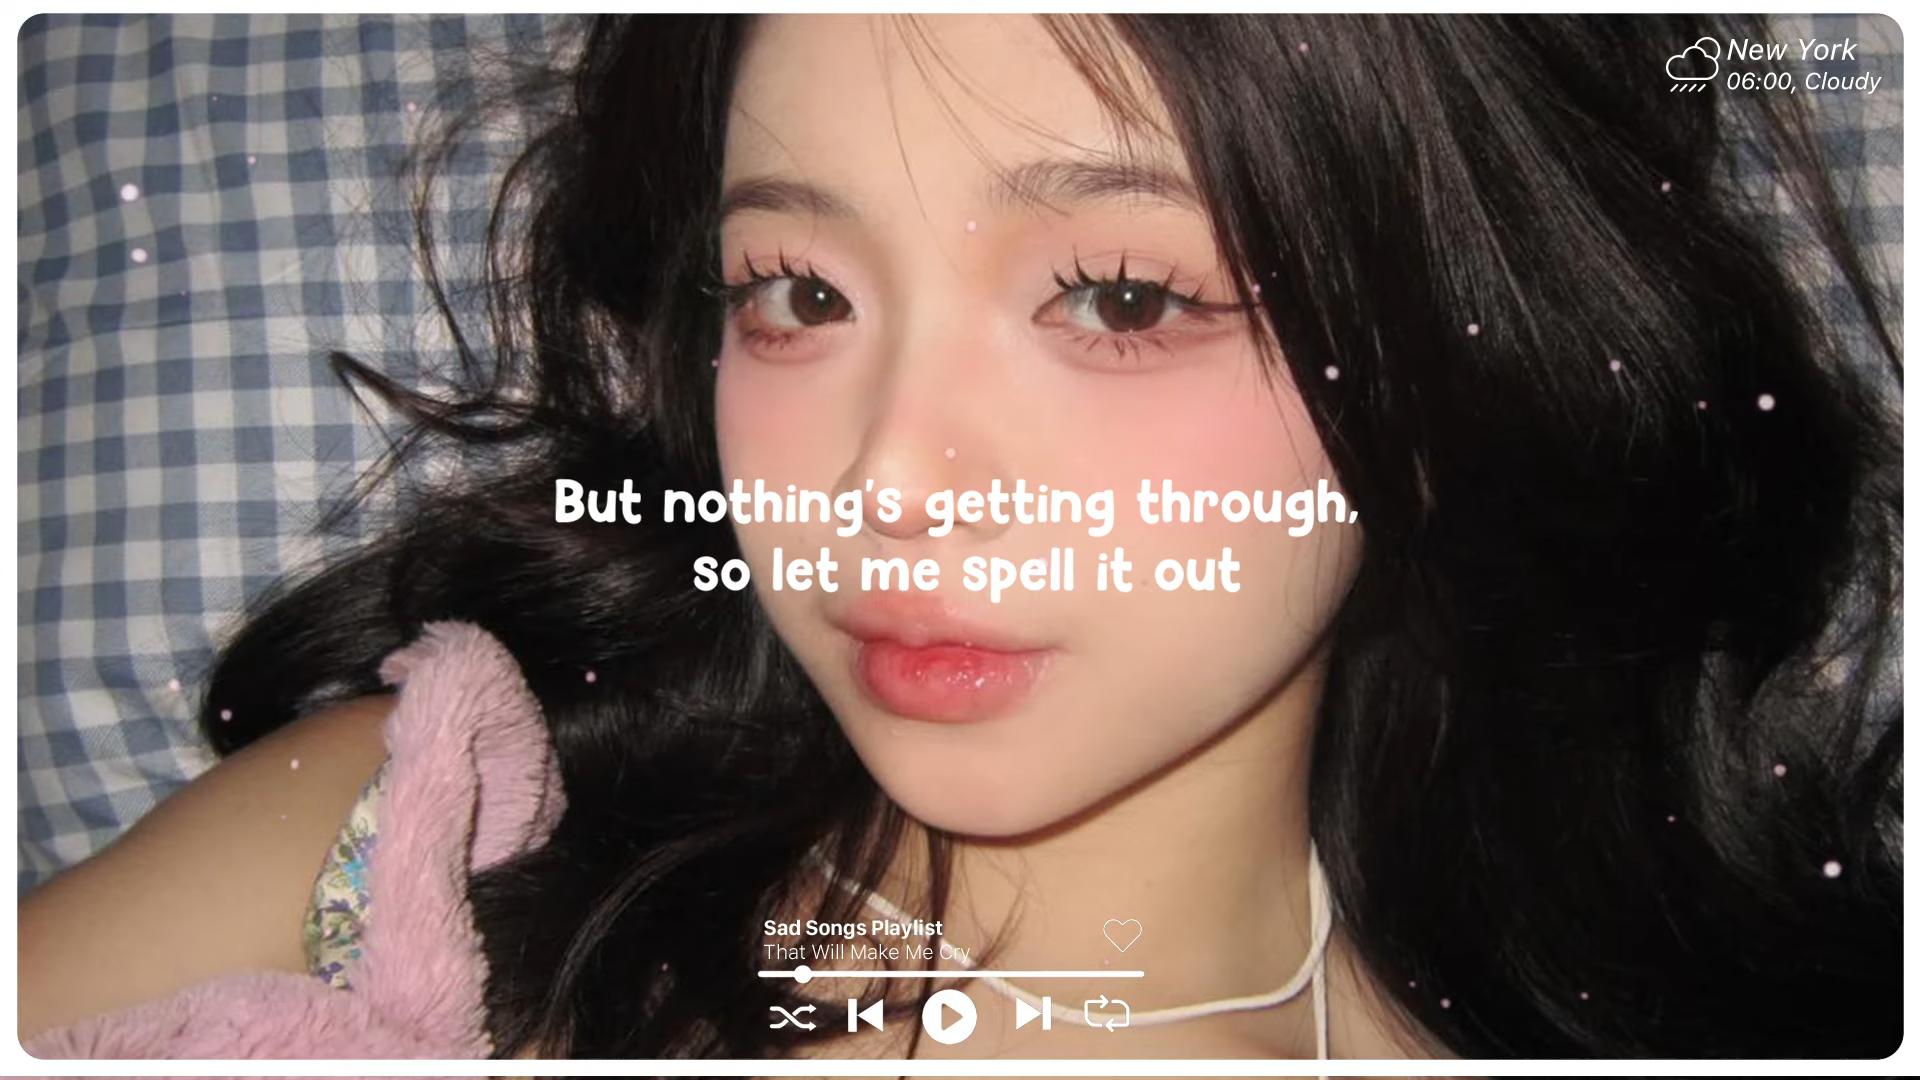 New York
06:00, Cloudy
But nothing's getting through,
so let me spell it out
Sad Songs Playlist
That Will Make Me Cry